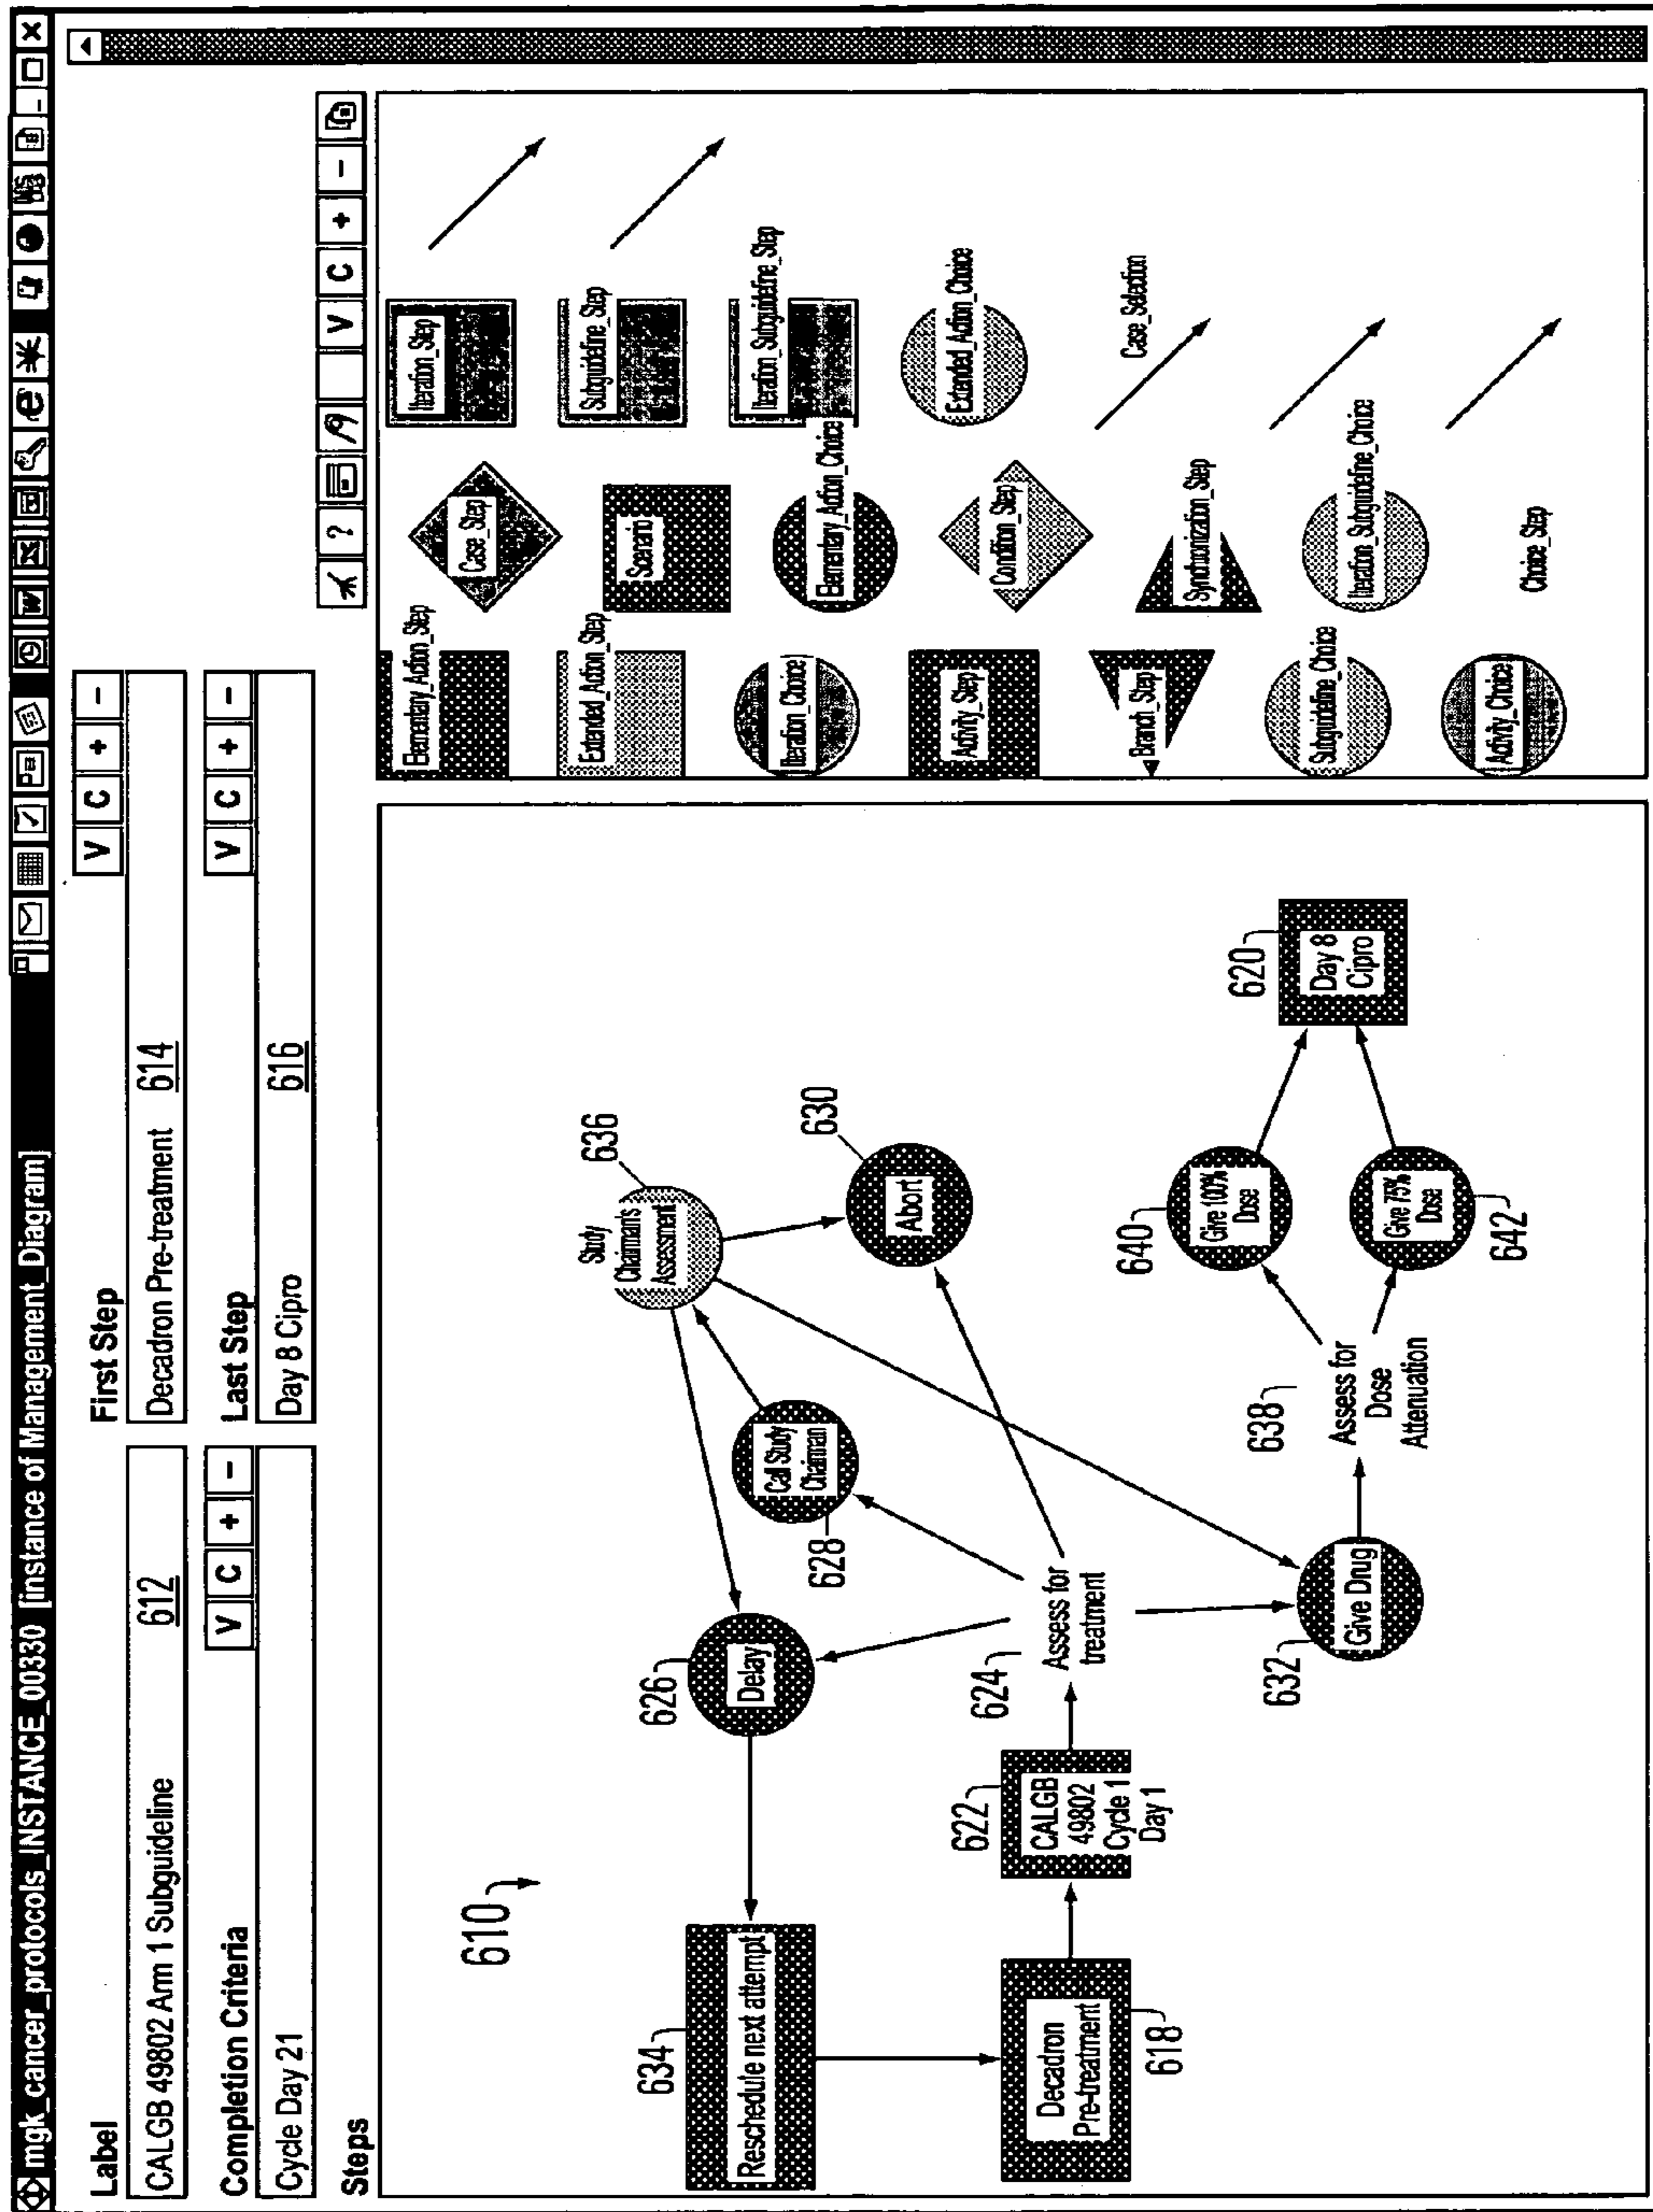 mgk_cancer_protocols_INSTANCE_00330 [instance of Management_Diagram]
Label
CALGB 49802 Arm 1 Subguideline 612
First Step
V C + -
Decadron Pre-treatment 614
Completion Criteria
V C + -
Cycle Day 21
Last Step
V C + -
Day 8 Cipro 616
Steps
? V C + -
610
634
Reschedule next attempt
626
Delay
628
Call Study
Chairman
636
Study
Chairman's
Assessment
630
Abort
618
Decadron
Pre-treatment
622
CALGB
49802
Cycle 1
Day 1
624
Assess for
treatment
632
Give Drug
638
Assess for
Dose
Attenuation
640
Give 100%
Dose
642
Give 75%
Dose
620
Day 8
Cipro
Elementary_Action_Step
Case_Step
Iteration_Step
Extended_Action_Step
Scenario
Subguideline_Step
Iteration_Choice
Elementary_Action_Choice
Iteration_Subguideline_Step
Activity_Step
Condition_Step
Extended_Action_Choice
Branch_Step
Synchronization_Step
Case_Selection
Subguideline_Choice
Iteration_Subguideline_Choice
Activity_Choice
Choice_Step